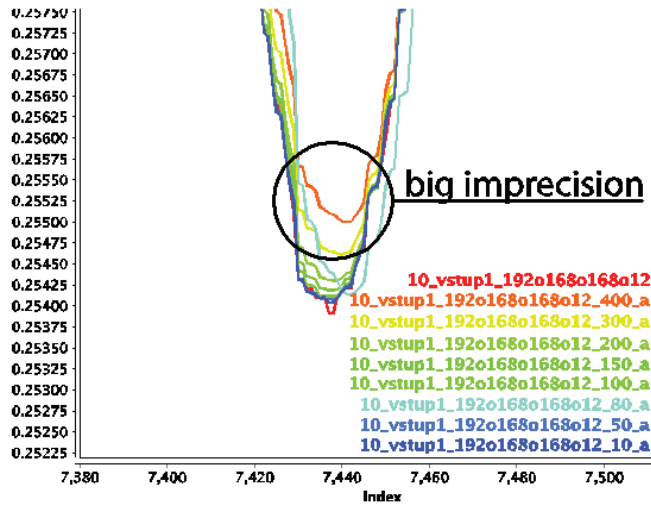 0.25750
0.25725
0.25700
0.25675
0.25650
0.25625
0.25600
0.25575
0.25550
0.25525
0.25500
0.25475
0.25450
0.25425
0.25400
0.25375
0.25350
0.25325
0.25300
0.25275
0.25250
0.25225
big imprecision
10_vstup1_192o168o168o12
10_vstup1_192o168o168o12_400_a
10_vstup1_192o168o168o12_300_a
10_vstup1_192o168o168o12_200_a
10_vstup1_192o168o168o12_150_a
10_vstup1_192o168o168o12_100_a
10_vstup1_192o168o168o12_80_a
10_vstup1_192o168o168o12_50_a
10_vstup1_192o168o168o12_10_a
7,380 7,400 7,420 7,440 7,460 7,480 7,500
Index